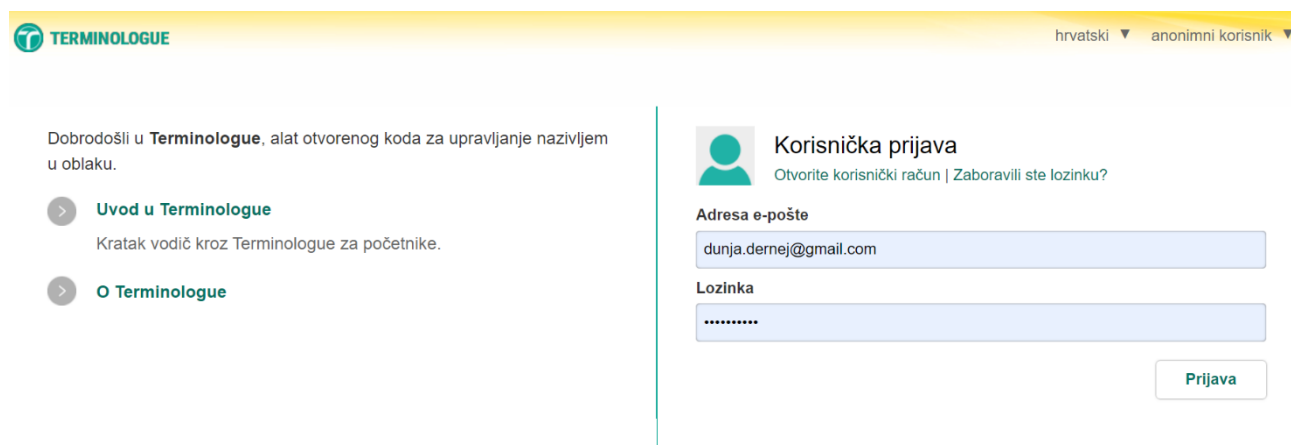 TERMINOLOGUE
hrvatski ▼ anonimni korisnik ▼
Dobrodošli u Terminologue, alat otvorenog koda za upravljanje nazivljem
u oblaku.
Uvod u Terminologue
Kratak vodič kroz Terminologue za početnike.
O Terminologue
Korisnička prijava
Otvorite korisnički račun | Zaboravili ste lozinku?
Adresa e-pošte
dunja.dernej@gmail.com
Lozinka
••••••••••
Prijava